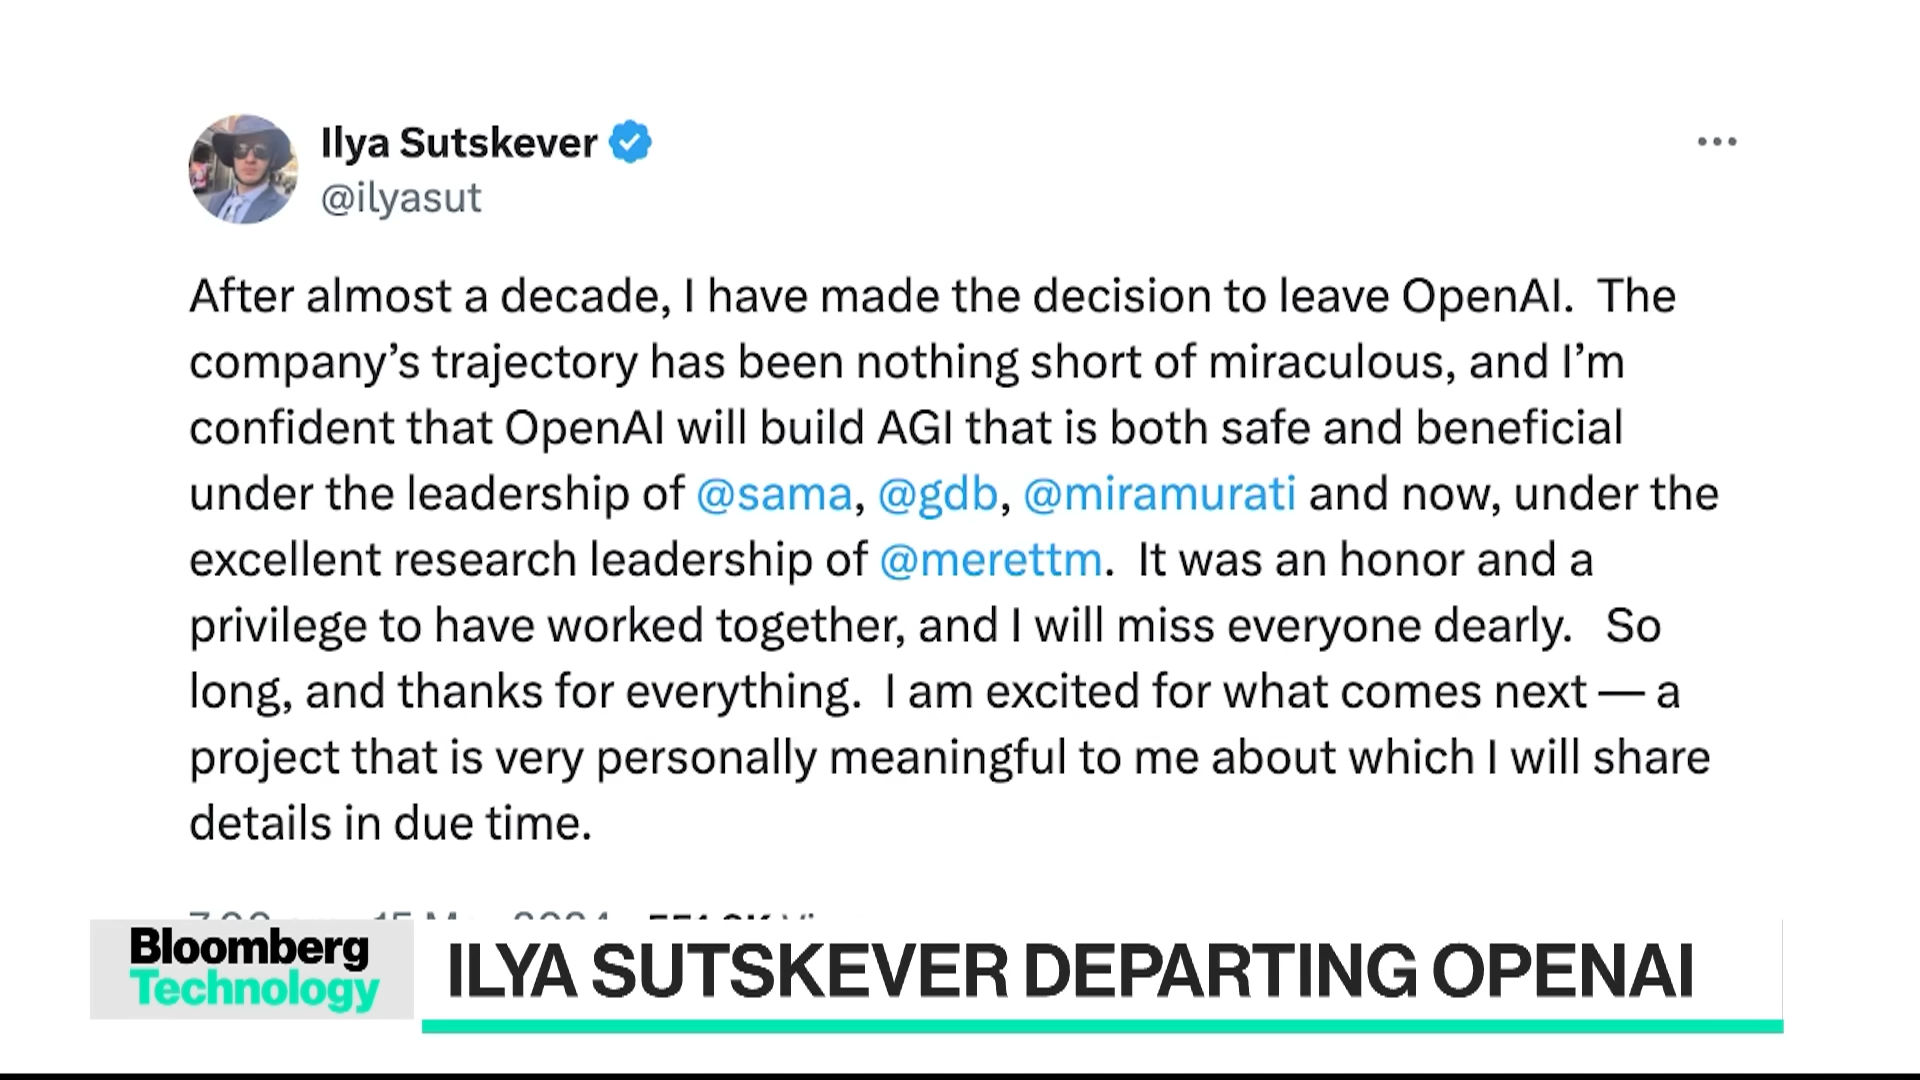 Ilya Sutskever
@ilyasut
After almost a decade, I have made the decision to leave OpenAI.  The
company’s trajectory has been nothing short of miraculous, and I’m
confident that OpenAI will build AGI that is both safe and beneficial
under the leadership of @sama, @gdb, @miramurati and now, under the
excellent research leadership of @merettm.  It was an honor and a
privilege to have worked together, and I will miss everyone dearly.   So
long, and thanks for everything.  I am excited for what comes next — a
project that is very personally meaningful to me about which I will share
details in due time.
Bloomberg
Technology
ILYA SUTSKEVER DEPARTING OPENAI